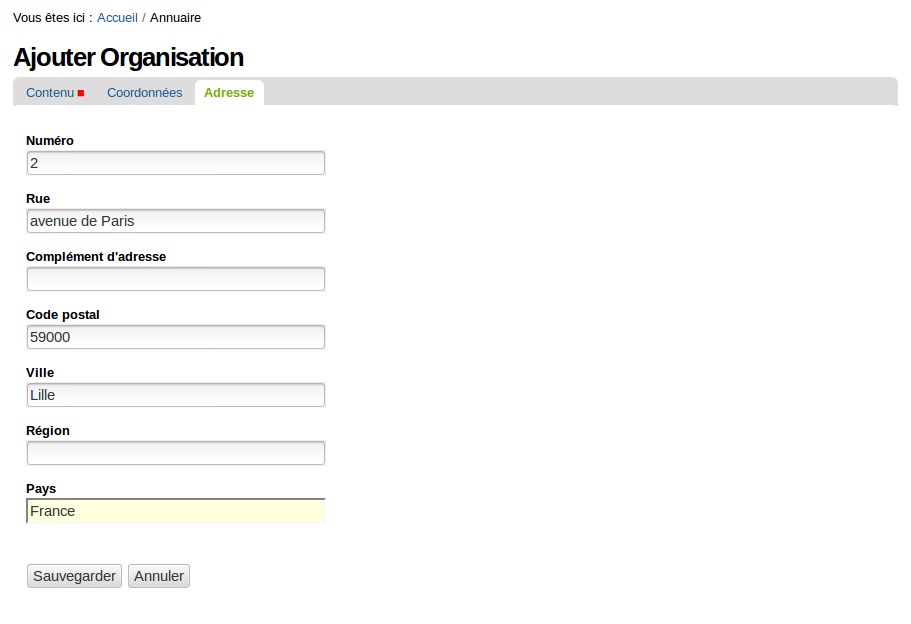 Vous êtes ici : Accueil / Annuaire
Ajouter Organisation
Contenu Coordonnées Adresse
Numéro
2
Rue
avenue de Paris
Complément d'adresse
Code postal
59000
Ville
Lille
Région
Pays
France
Sauvegarder Annuler